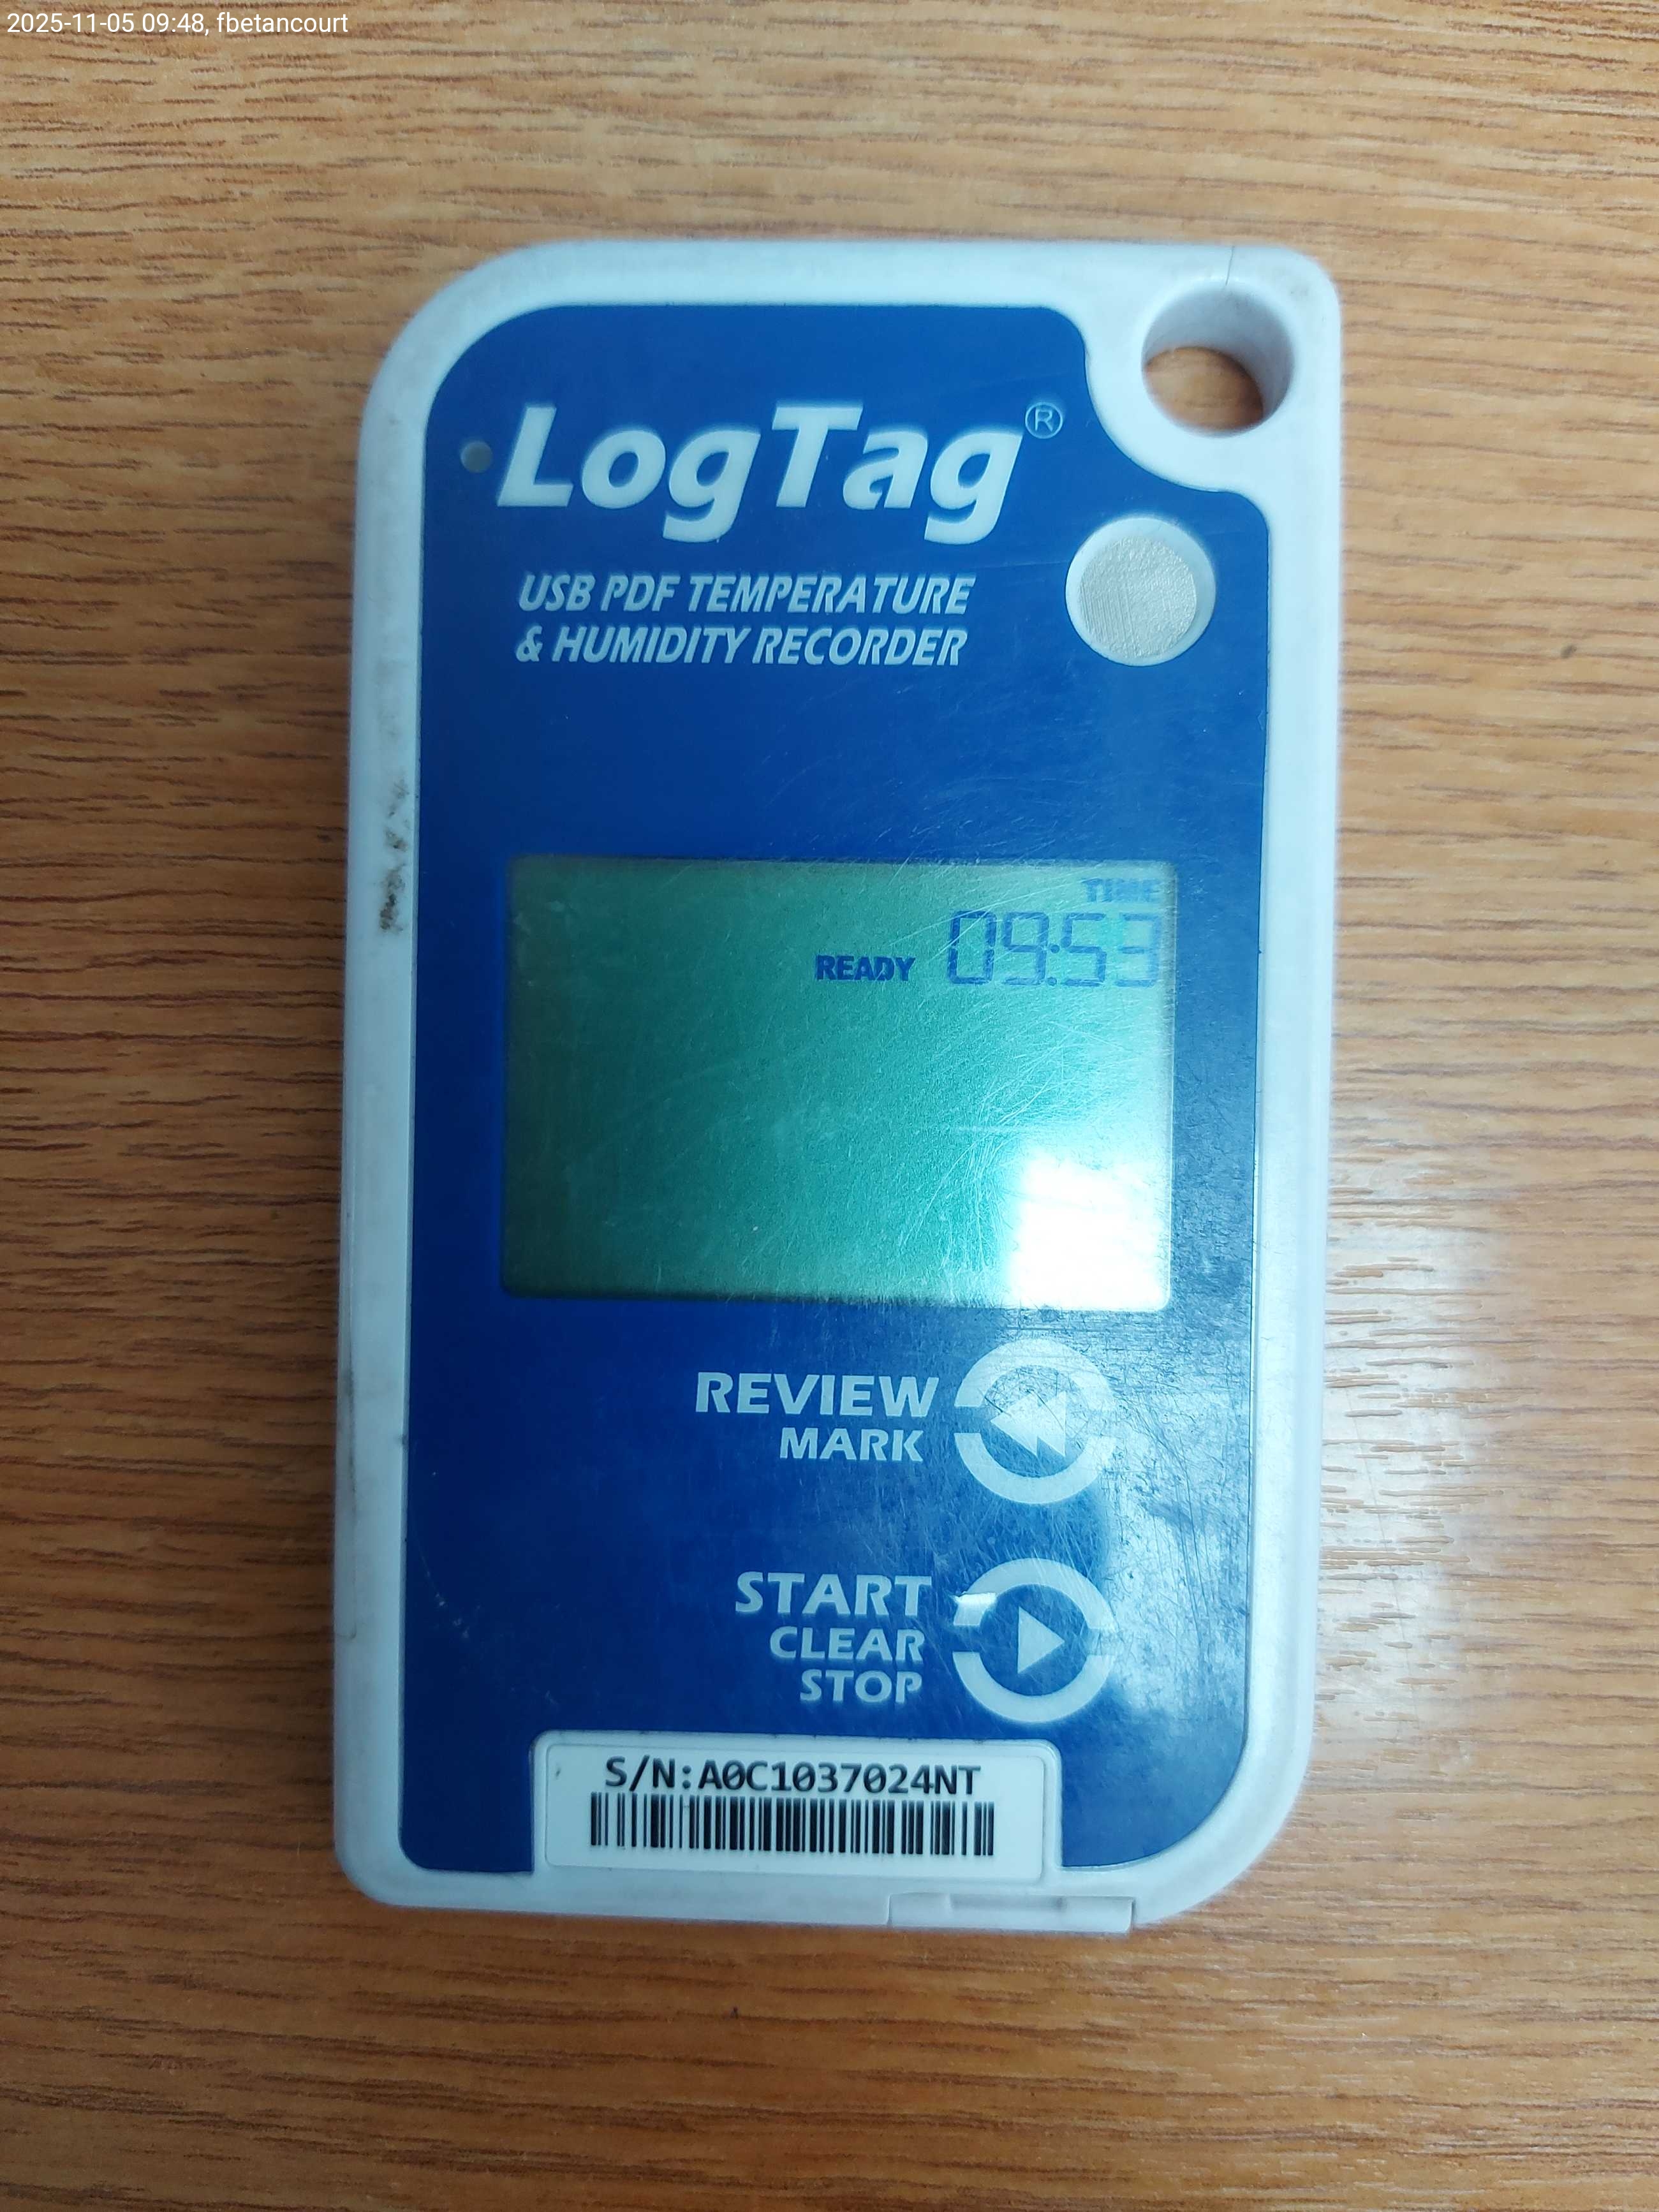 2025-11-05 09:48, fbetancourt
LogTag®
USB PDF TEMPERATURE
& HUMIDITY RECORDER
TIME
READY 09:53
REVIEW
MARK
START
CLEAR
STOP
S/N:A0C1037024NT